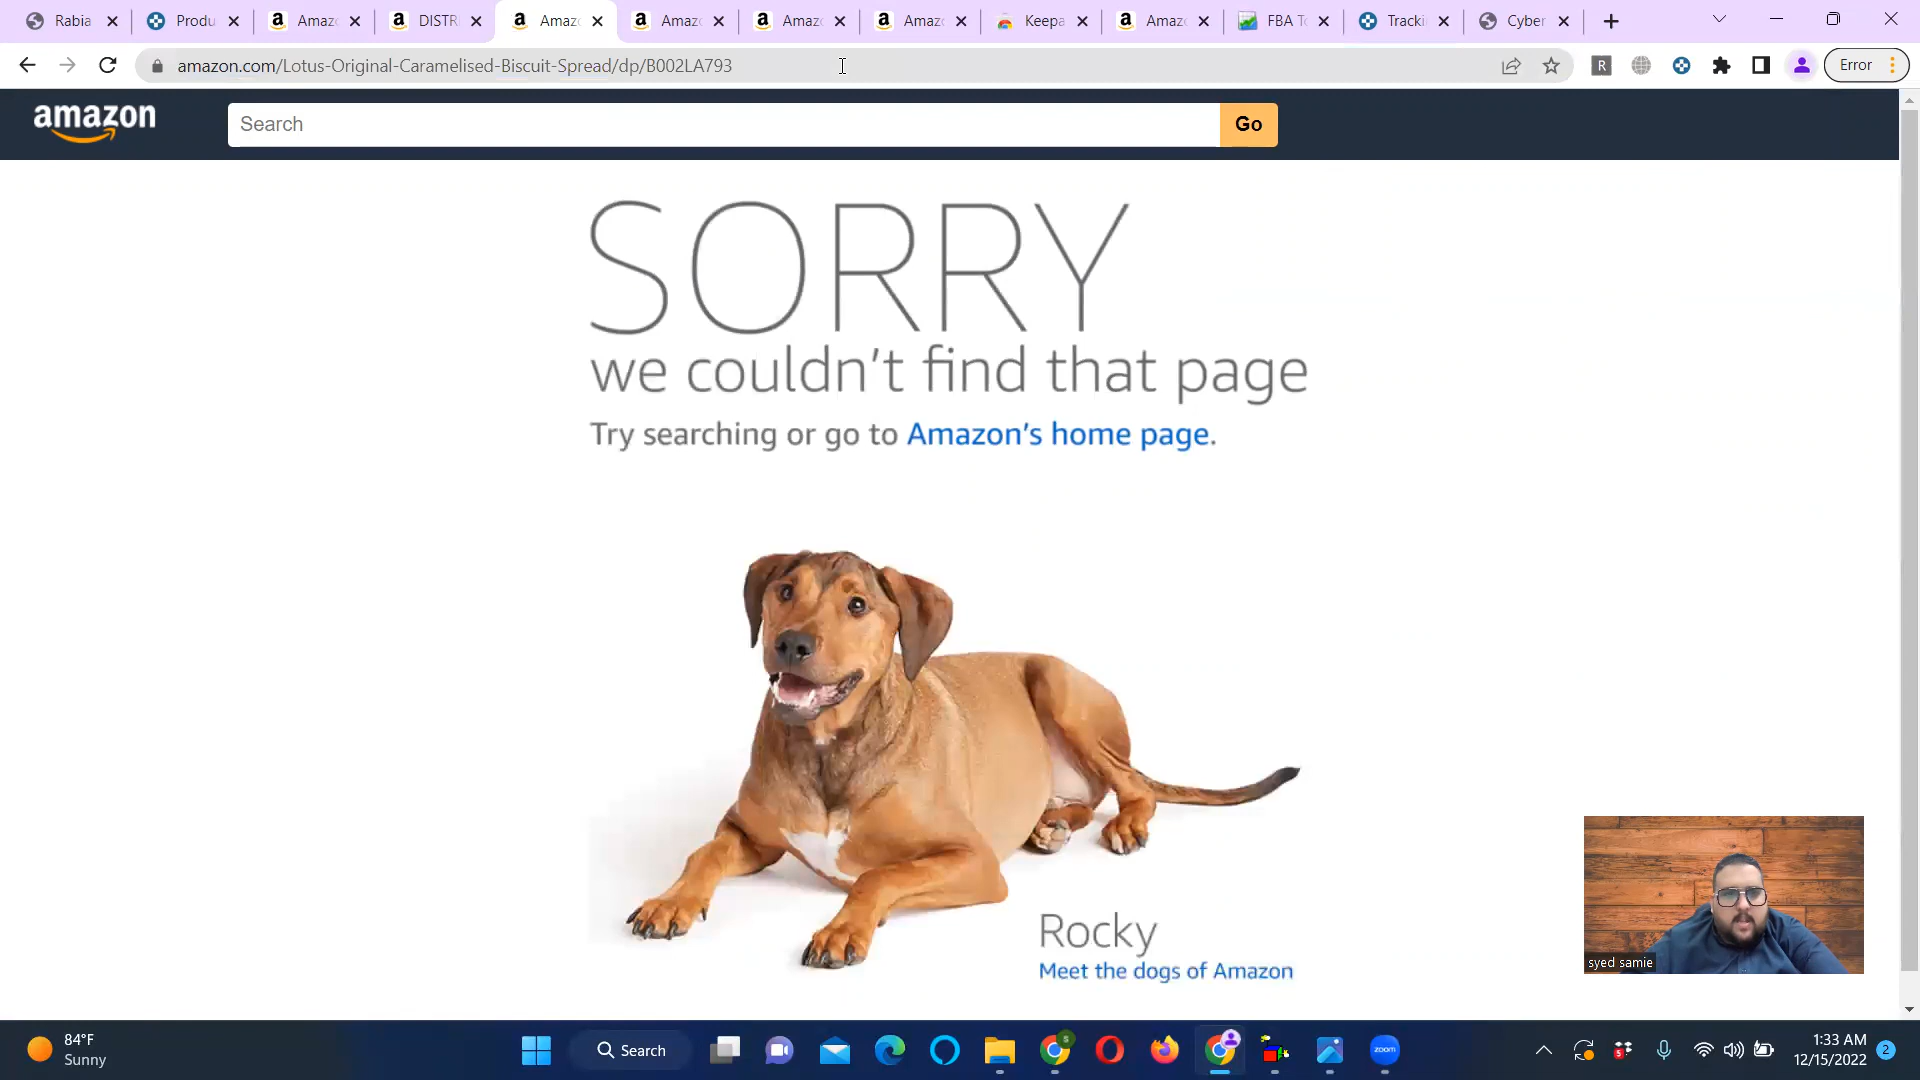 Rabia
Produ
Amaz
DISTR
Amaz
Amaz
Amaz
Amaz
Keepa
Amaz
FBA To
Tracki
Cyber
amazon.com/Lotus-Original-Caramelised-Biscuit-Spread/dp/B002LA793
R
Error
amazon
Search
Go
SORRY
we couldn't find that page
Try searching or go to Amazon's home page.
Rocky
Meet the dogs of Amazon
syed samie
84°F
Sunny
Search
zoom
1:33 AM
12/15/2022
2